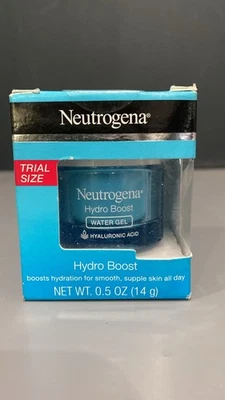 Neutrogena®
TRIAL
SIZE
Neutrogena®
Hydro Boost
WATER GEL
HYALURONIC ACID
Hydro Boost
boosts hydration for smooth, supple skin all day
NET WT. 0.5 OZ (14 g)